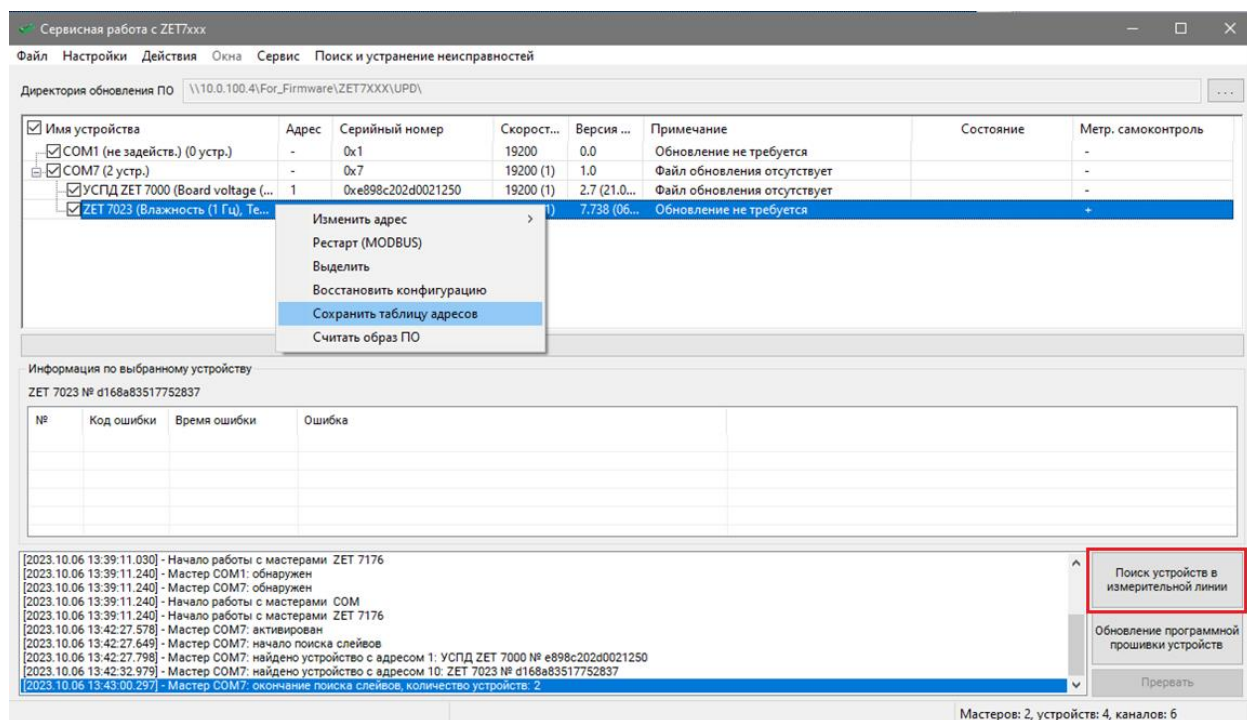 Сервисная работа с ZET7xxx
Файл Настройки Действия Окна Сервис Поиск и устранение неисправностей
Директория обновления ПО \\10.0.100.4\For_Firmware\ZET7XXX\UPD\ ...
Имя устройства Адрес Серийный номер Скорост... Версия ... Примечание Состояние Метр. самоконтроль
COM1 (не задейств.) (0 устр.) - 0x1 19200 0.0 Обновление не требуется -
COM7 (2 устр.) - 0x7 19200 (1) 1.0 Файл обновления отсутствует -
УСПД ZET 7000 (Board voltage (... 1 0xe898c202d0021250 19200 (1) 2.7 (21.0... Файл обновления отсутствует -
ZET 7023 (Влажность (1 Гц), Те... 1) 7.738 (06... Обновление не требуется +
Изменить адрес >
Рестарт (MODBUS)
Выделить
Восстановить конфигурацию
Сохранить таблицу адресов
Считать образ ПО
Информация по выбранному устройству
ZET 7023 № d168a83517752837
№ Код ошибки Время ошибки Ошибка
[2023.10.06 13:39:11.030] - Начало работы с мастерами ZET 7176
[2023.10.06 13:39:11.240] - Мастер COM1: обнаружен
[2023.10.06 13:39:11.240] - Мастер COM7: обнаружен
[2023.10.06 13:39:11.240] - Начало работы с мастерами COM
[2023.10.06 13:39:11.240] - Начало работы с мастерами ZET 7176
[2023.10.06 13:42:27.578] - Мастер COM7: активирован
[2023.10.06 13:42:27.649] - Мастер COM7: начало поиска слейвов
[2023.10.06 13:42:27.798] - Мастер COM7: найдено устройство с адресом 1: УСПД ZET 7000 № e898c202d0021250
[2023.10.06 13:42:32.979] - Мастер COM7: найдено устройство с адресом 10: ZET 7023 № d168a83517752837
[2023.10.06 13:43:00.297] - Мастер COM7: окончание поиска слейвов, количество устройств: 2
Поиск устройств в
измерительной линии
Обновление программной
прошивки устройств
Прервать
Мастеров: 2, устройств: 4, каналов: 6